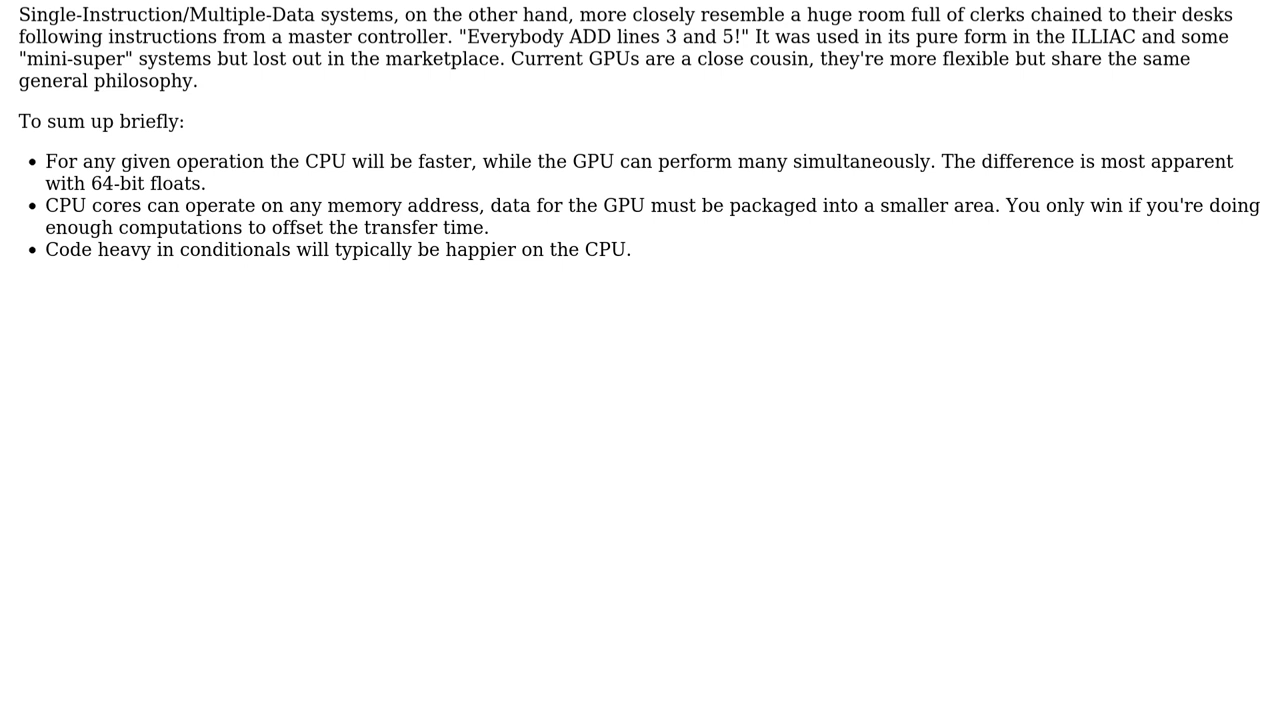 Single-Instruction/Multiple-Data systems, on the other hand, more closely resemble a huge room full of clerks chained to their desks
following instructions from a master controller. "Everybody ADD lines 3 and 5!" It was used in its pure form in the ILLIAC and some
"mini-super" systems but lost out in the marketplace. Current GPUs are a close cousin, they're more flexible but share the same
general philosophy.
To sum up briefly:
• For any given operation the CPU will be faster, while the GPU can perform many simultaneously. The difference is most apparent
with 64-bit floats.
• CPU cores can operate on any memory address, data for the GPU must be packaged into a smaller area. You only win if you're doing
enough computations to offset the transfer time.
• Code heavy in conditionals will typically be happier on the CPU.